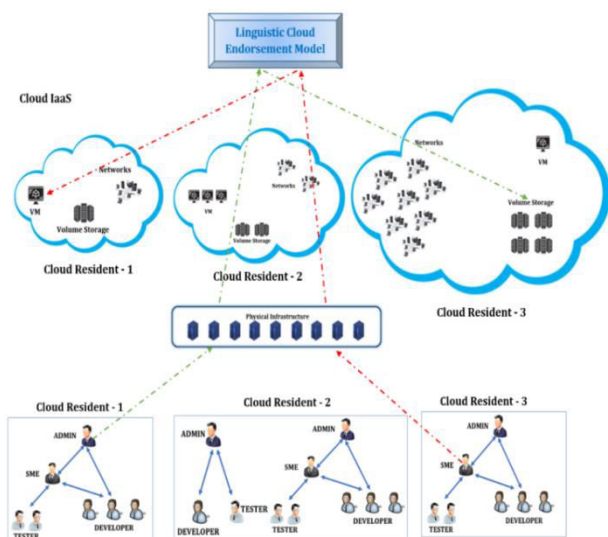 Linguistic Cloud
Endorsement Model
Cloud IaaS
Networks
VM
Volume Storage
Cloud Resident - 1
Networks
VM
Volume Storage
Cloud Resident - 2
Networks
VM
Volume Storage
Cloud Resident - 3
Physical Infrastructure
Cloud Resident - 1
ADMIN
SME
TESTER
DEVELOPER
Cloud Resident - 2
ADMIN
DEVELOPER
TESTER
ADMIN
SME
TESTER
DEVELOPER
Cloud Resident - 3
ADMIN
SME
TESTER
DEVELOPER